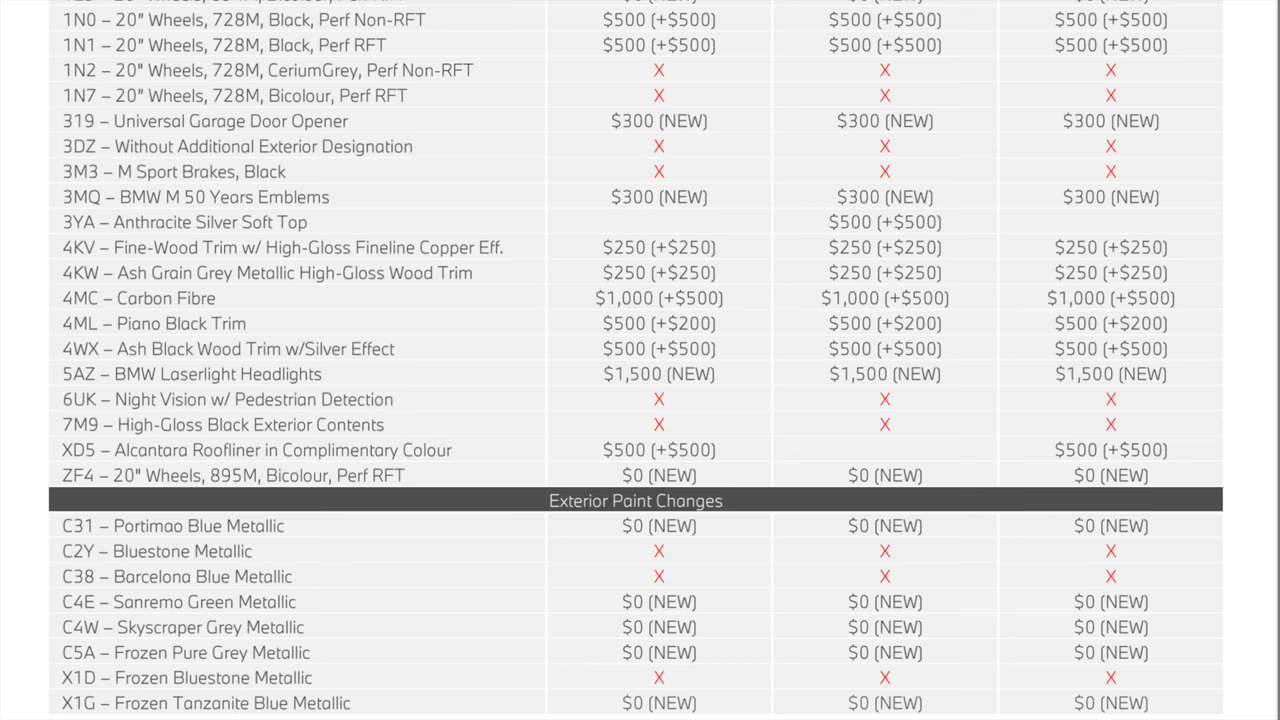 1N0 – 20" Wheels, 728M, Black, Perf Non-RFT $500 (+$500) $500 (+$500) $500 (+$500)
1N1 – 20" Wheels, 728M, Black, Perf RFT $500 (+$500) $500 (+$500) $500 (+$500)
1N2 – 20" Wheels, 728M, CeriumGrey, Perf Non-RFT X X X
1N7 – 20" Wheels, 728M, Bicolour, Perf RFT X X X
319 – Universal Garage Door Opener $300 (NEW) $300 (NEW) $300 (NEW)
3DZ – Without Additional Exterior Designation X X X
3M3 – M Sport Brakes, Black X X X
3MQ – BMW M 50 Years Emblems $300 (NEW) $300 (NEW) $300 (NEW)
3YA – Anthracite Silver Soft Top $500 (+$500)
4KV – Fine-Wood Trim w/ High-Gloss Fineline Copper Eff. $250 (+$250) $250 (+$250) $250 (+$250)
4KW – Ash Grain Grey Metallic High-Gloss Wood Trim $250 (+$250) $250 (+$250) $250 (+$250)
4MC – Carbon Fibre $1,000 (+$500) $1,000 (+$500) $1,000 (+$500)
4ML – Piano Black Trim $500 (+$200) $500 (+$200) $500 (+$200)
4WX – Ash Black Wood Trim w/Silver Effect $500 (+$500) $500 (+$500) $500 (+$500)
5AZ – BMW Laserlight Headlights $1,500 (NEW) $1,500 (NEW) $1,500 (NEW)
6UK – Night Vision w/ Pedestrian Detection X X X
7M9 – High-Gloss Black Exterior Contents X X X
XD5 – Alcantara Roofliner in Complimentary Colour $500 (+$500) $500 (+$500)
ZF4 – 20" Wheels, 895M, Bicolour, Perf RFT $0 (NEW) $0 (NEW) $0 (NEW)
Exterior Paint Changes
C31 – Portimao Blue Metallic $0 (NEW) $0 (NEW) $0 (NEW)
C2Y – Bluestone Metallic X X X
C38 – Barcelona Blue Metallic X X X
C4E – Sanremo Green Metallic $0 (NEW) $0 (NEW) $0 (NEW)
C4W – Skyscraper Grey Metallic $0 (NEW) $0 (NEW) $0 (NEW)
C5A – Frozen Pure Grey Metallic $0 (NEW) $0 (NEW) $0 (NEW)
X1D – Frozen Bluestone Metallic X X X
X1G – Frozen Tanzanite Blue Metallic $0 (NEW) $0 (NEW) $0 (NEW)